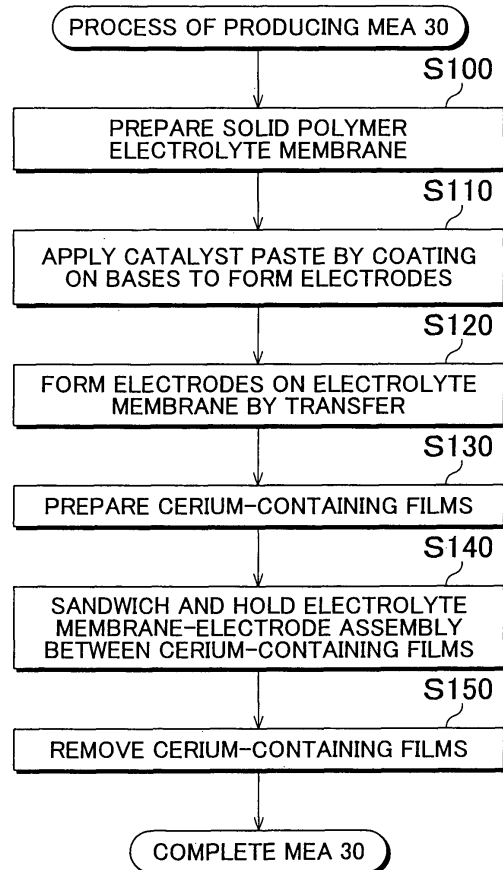 PROCESS OF PRODUCING MEA 30
S100
PREPARE SOLID POLYMER
ELECTROLYTE MEMBRANE
S110
APPLY CATALYST PASTE BY COATING
ON BASES TO FORM ELECTRODES
S120
FORM ELECTRODES ON ELECTROLYTE
MEMBRANE BY TRANSFER
S130
PREPARE CERIUM-CONTAINING FILMS
S140
SANDWICH AND HOLD ELECTROLYTE
MEMBRANE-ELECTRODE ASSEMBLY
BETWEEN CERIUM-CONTAINING FILMS
S150
REMOVE CERIUM-CONTAINING FILMS
COMPLETE MEA 30